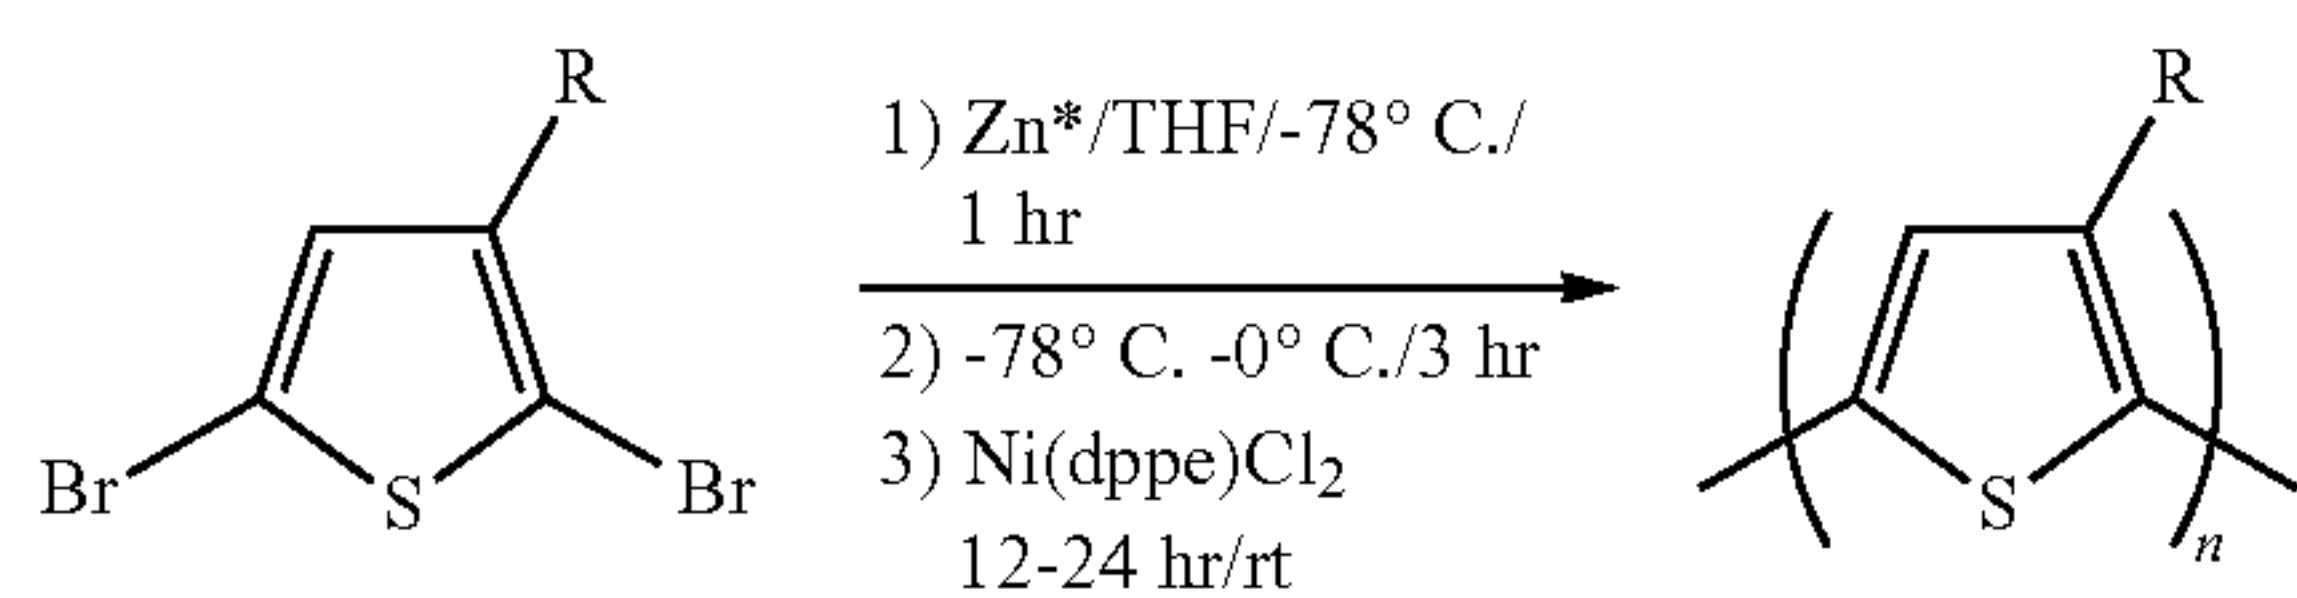 R
Br
S
Br
1) Zn*/THF/-78° C./
1 hr
2) -78° C. -0° C./3 hr
3) Ni(dppe)Cl₂
12-24 hr/rt
R
S
n